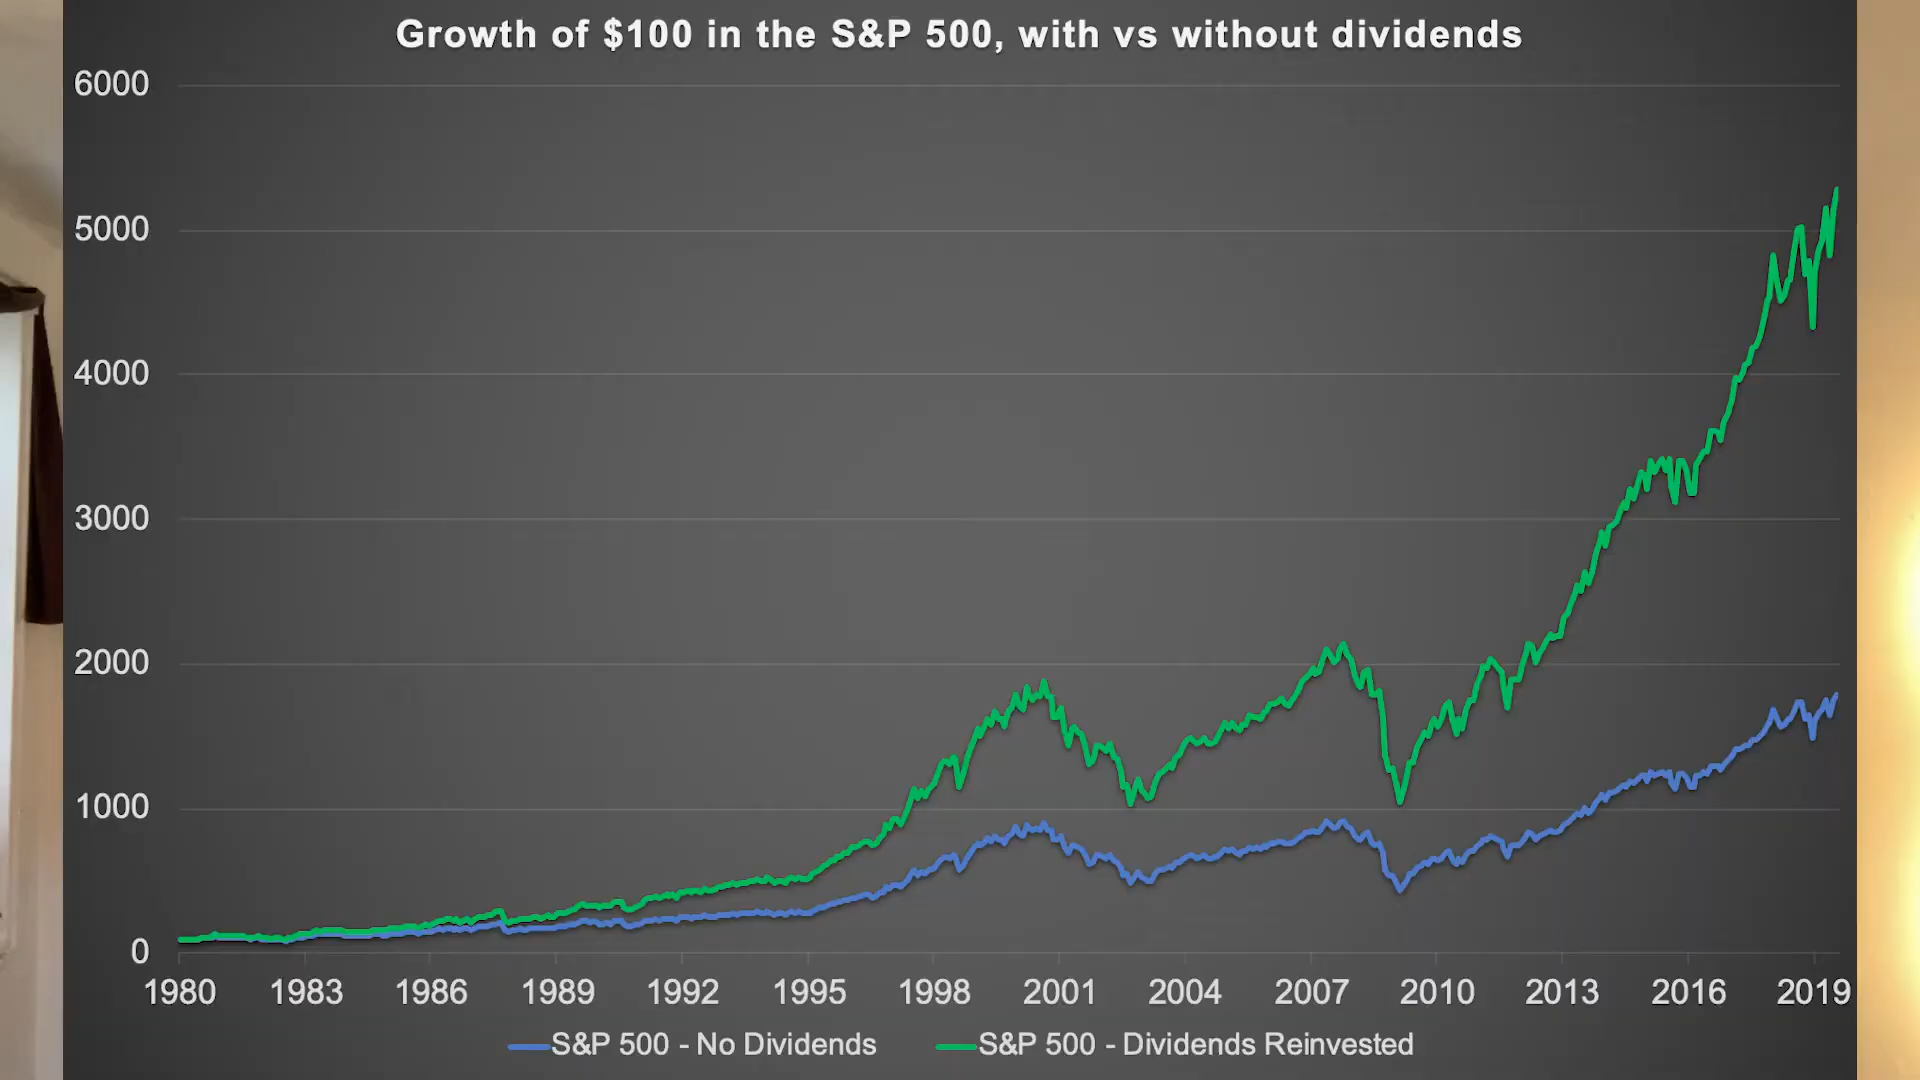 Growth of $100 in the S&P 500, with vs without dividends
6000
5000
4000
3000
2000
1000
0
1980 1983 1986 1989 1992 1995 1998 2001 2004 2007 2010 2013 2016 2019
S&P 500 - No Dividends S&P 500 - Dividends Reinvested